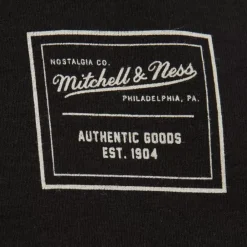 NOSTALGIA CO.
Mitchell & Ness
PHILADELPHIA, PA.
AUTHENTIC GOODS
EST. 1904